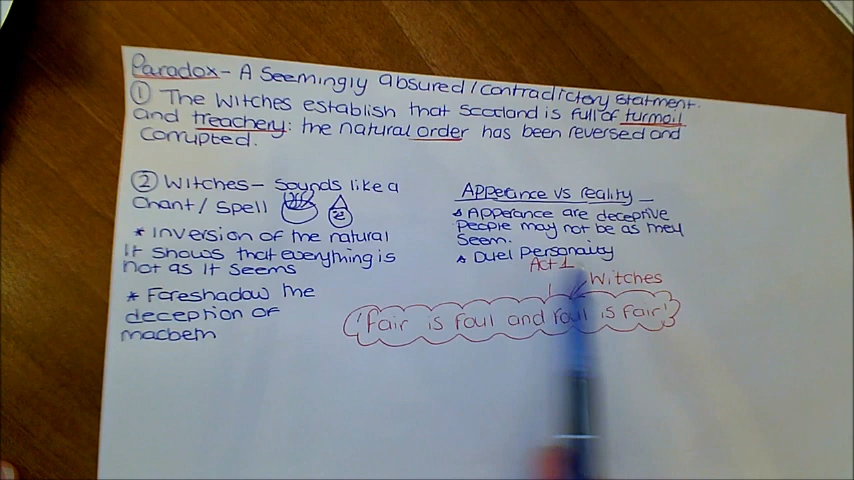 Paradox - A Seemingly absured / contradictory statment.
① The witches establish that Scotland is full of turmoil
and treachery: the natural order has been reversed and
corrupted.
② Witches - Sounds like a
Chant / Spell
* Inversion of the natural
It shows that everything is
not as it seems
* Foreshadow the
deception of
macbeth
Apperance vs reality
Apperance are deceptive
People may not be as they
Seem.
Duel Personality
Act 1
Witches
'Fair is Foul and Foul is Fair'